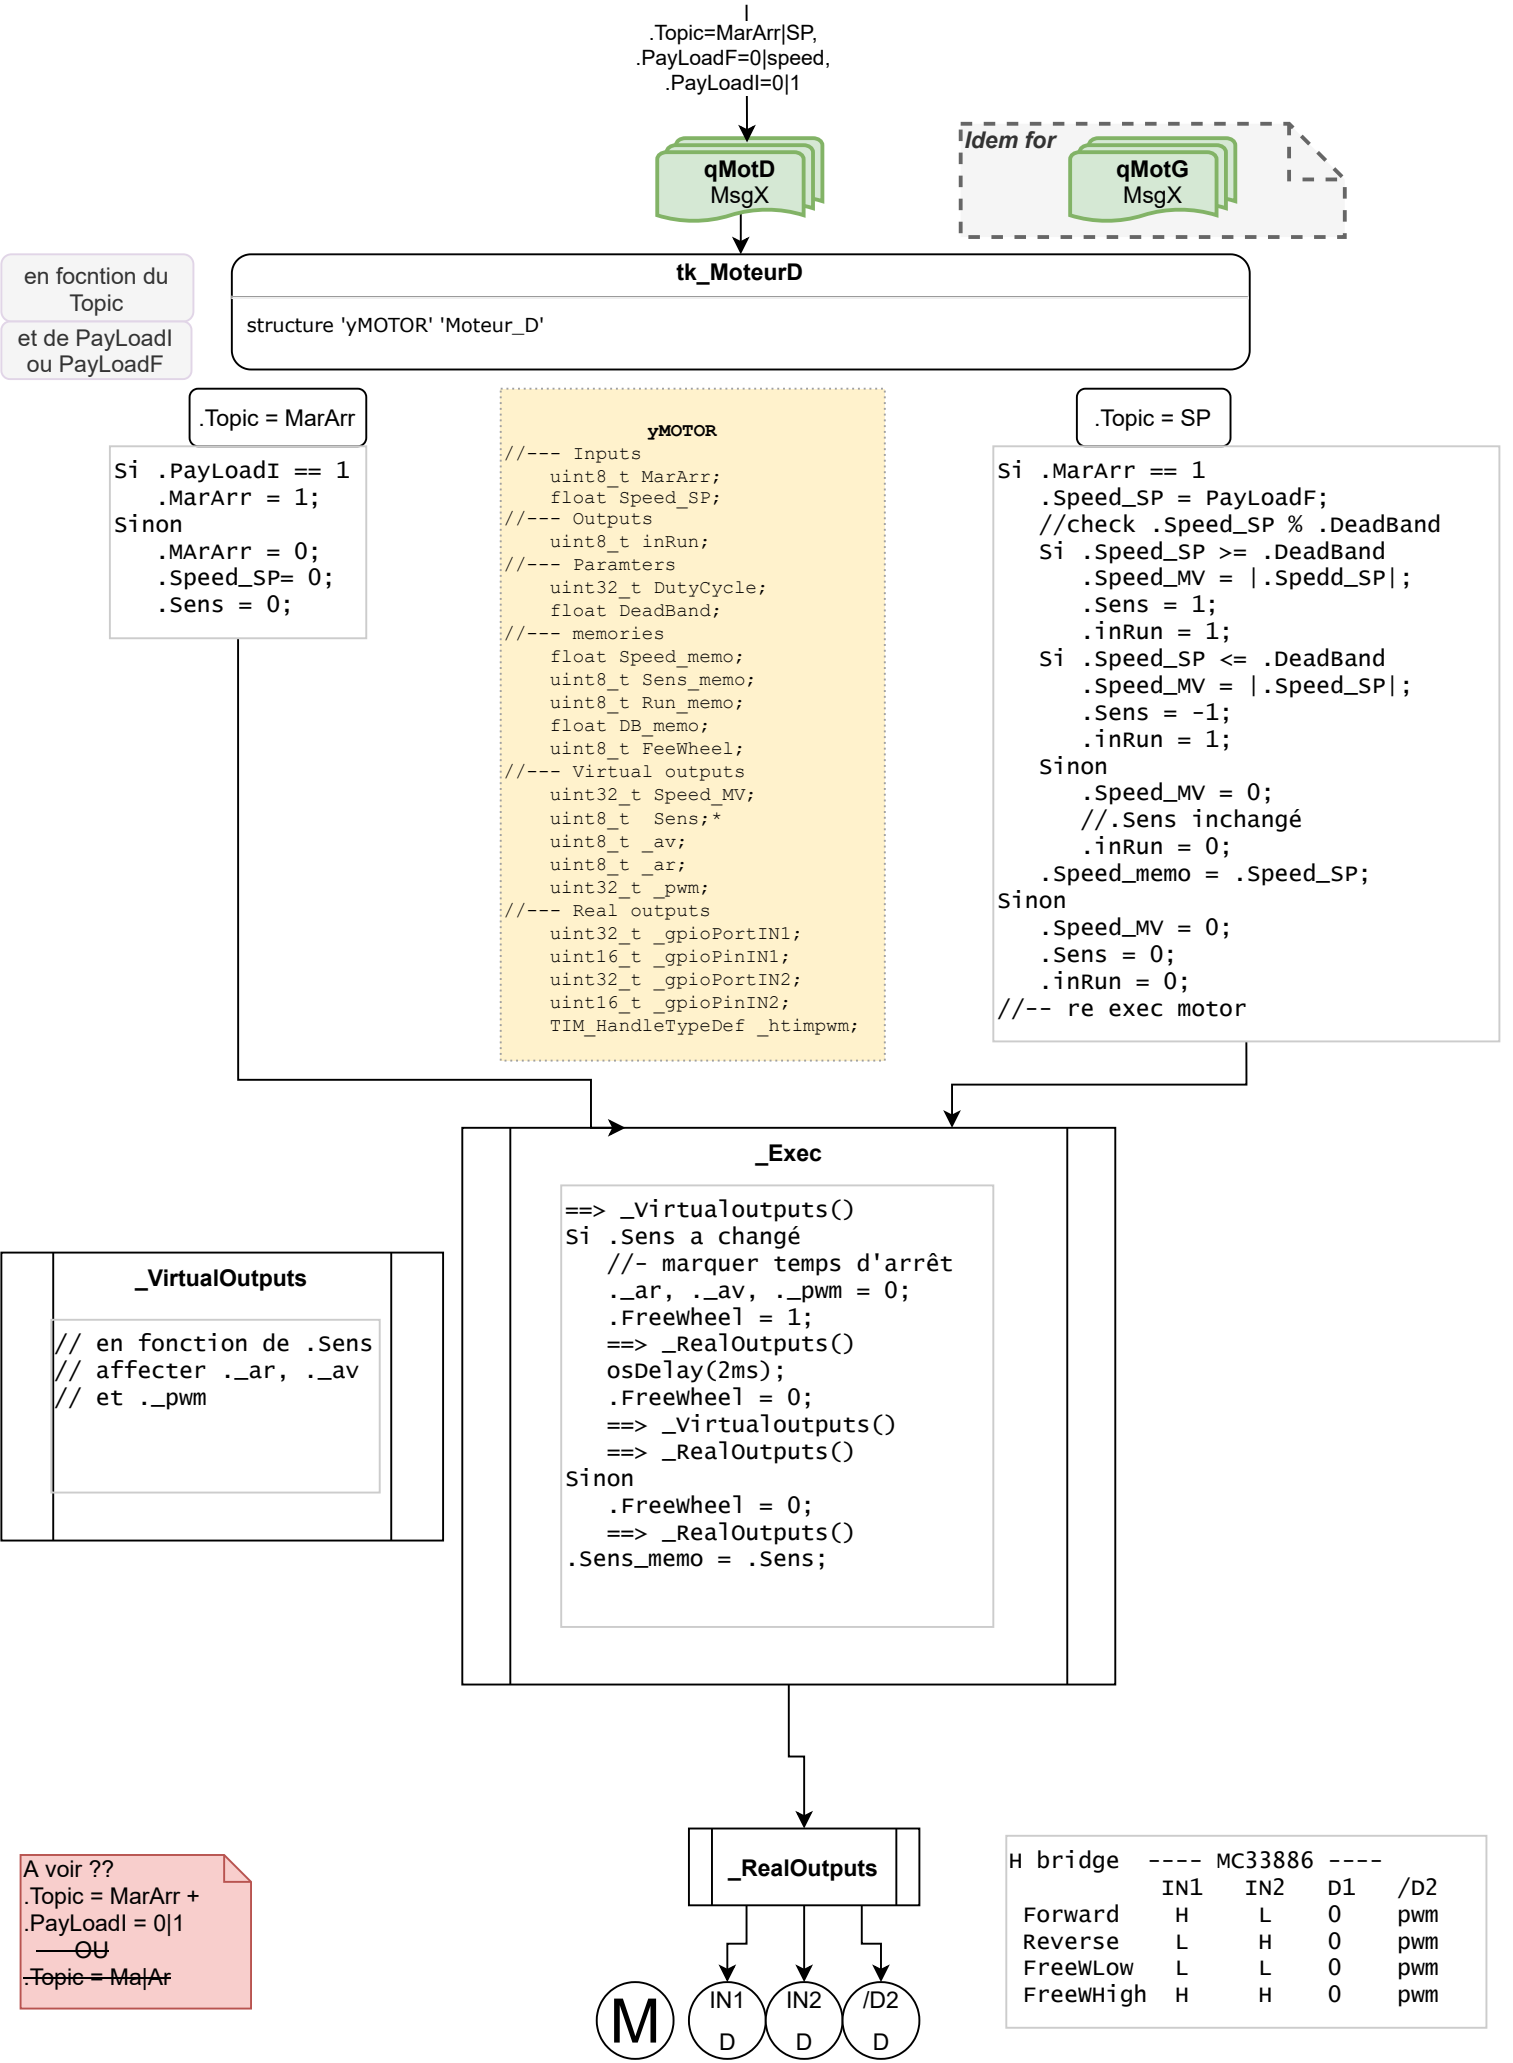 .Topic=MarArr|SP,
.PayLoadF=0|speed,
.PayLoadI=0|1
qMotD
MsgX
Idem for
qMotG
MsgX
en focntion du
Topic
et de PayLoadI
ou PayLoadF
tk_MoteurD
structure 'yMOTOR' 'Moteur_D'
.Topic = MarArr
Si .PayLoadI == 1
.MarArr = 1;
Sinon
.MArArr = 0;
.Speed_SP= 0;
.Sens = 0;
yMOTOR
//--- Inputs
uint8_t MarArr;
float Speed_SP;
//--- Outputs
uint8_t inRun;
//--- Paramters
uint32_t DutyCycle;
float DeadBand;
//--- memories
float Speed_memo;
uint8_t Sens_memo;
uint8_t Run_memo;
float DB_memo;
uint8_t FeeWheel;
//--- Virtual outputs
uint32_t Speed_MV;
uint8_t  Sens;*
uint8_t _av;
uint8_t _ar;
uint32_t _pwm;
//--- Real outputs
uint32_t _gpioPortIN1;
uint16_t _gpioPinIN1;
uint32_t _gpioPortIN2;
uint16_t _gpioPinIN2;
TIM_HandleTypeDef _htimpwm;
.Topic = SP
Si .MarArr == 1
.Speed_SP = PayLoadF;
//check .Speed_SP % .DeadBand
Si .Speed_SP >= .DeadBand
.Speed_MV = |.Spedd_SP|;
.Sens = 1;
.inRun = 1;
Si .Speed_SP <= .DeadBand
.Speed_MV = |.Speed_SP|;
.Sens = -1;
.inRun = 1;
Sinon
.Speed_MV = 0;
//.Sens inchangé
.inRun = 0;
.Speed_memo = .Speed_SP;
Sinon
.Speed_MV = 0;
.Sens = 0;
.inRun = 0;
//-- re exec motor
_Exec
==> _Virtualoutputs()
Si .Sens a changé
//- marquer temps d'arrêt
._ar, ._av, ._pwm = 0;
.FreeWheel = 1;
==> _RealOutputs()
osDelay(2ms);
.FreeWheel = 0;
==> _Virtualoutputs()
==> _RealOutputs()
Sinon
.FreeWheel = 0;
==> _RealOutputs()
.Sens_memo = .Sens;
_VirtualOutputs
// en fonction de .Sens
// affecter ._ar, ._av
// et ._pwm
_RealOutputs
A voir ??
.Topic = MarArr +
.PayLoadI = 0|1
OU
.Topic = Ma|Ar
M
IN1
D
IN2
D
/D2
D
H bridge  ---- MC33886 ----
IN1   IN2   D1   /D2
Forward    H     L    0    pwm
Reverse    L     H    0    pwm
FreeWLow   L     L    0    pwm
FreeWHigh  H     H    0    pwm